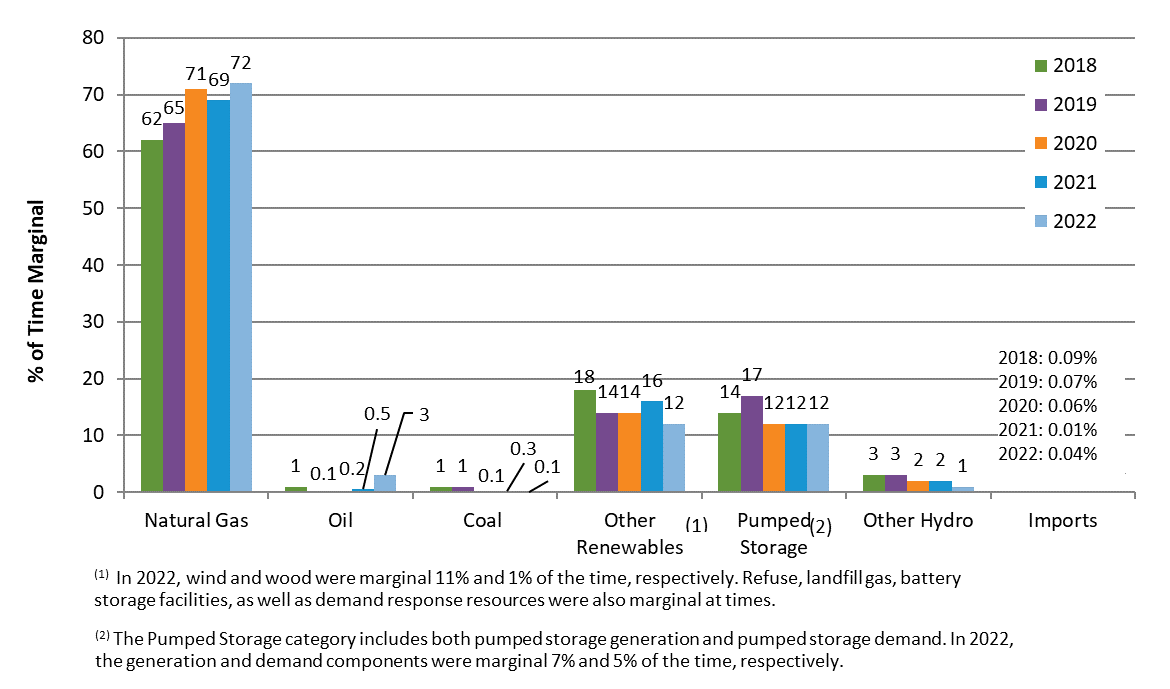 80
70
60
50
40
30
20
10
0
% of Time Marginal
62 65 71 69 72
1 0.1 0.2 0.5 3
1 1 0.1 0.3 0.1
18 14 14 16 12
14 17 12 12 12
3 3 2 2 1
2018
2019
2020
2021
2022
2018: 0.09%
2019: 0.07%
2020: 0.06%
2021: 0.01%
2022: 0.04%
Natural Gas
Oil
Coal
Other
Renewables
(1)
Pumped
Storage
(2)
Other Hydro
Imports
(1) In 2022, wind and wood were marginal 11% and 1% of the time, respectively. Refuse, landfill gas, battery
storage facilities, as well as demand response resources were also marginal at times.
(2) The Pumped Storage category includes both pumped storage generation and pumped storage demand. In 2022,
the generation and demand components were marginal 7% and 5% of the time, respectively.